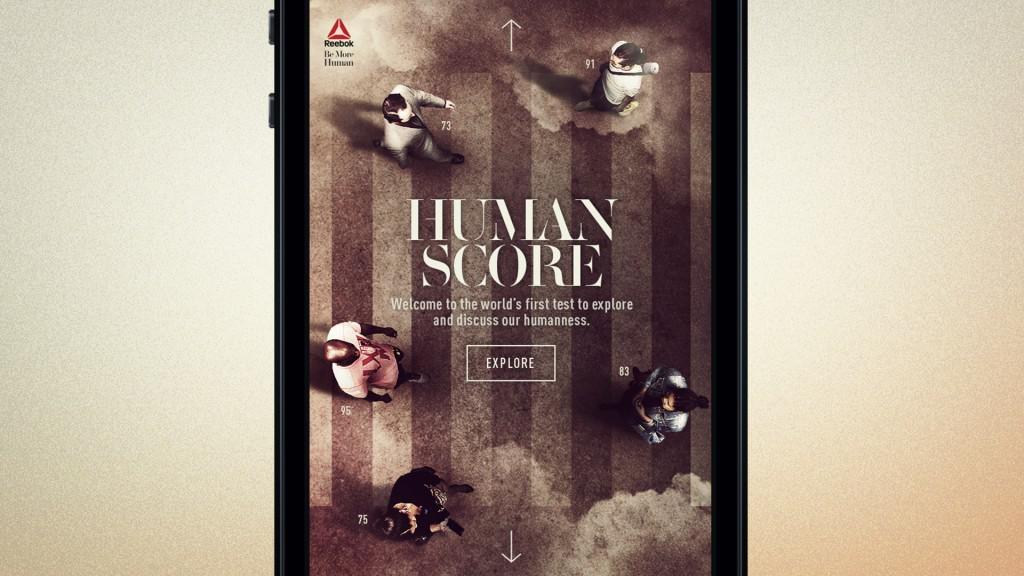 Reebok
Be More
Human
91
73
HUMAN
SCORE
Welcome to the world's first test to explore
and discuss our humanness.
EXPLORE
83
95
75